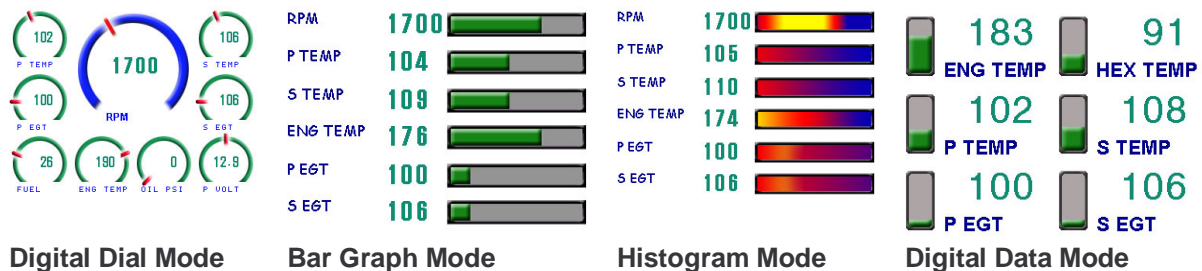 102
P TEMP
1700
RPM
106
S TEMP
100
P EGT
106
S EGT
26
FUEL
190
ENG TEMP
0
OIL PSI
12.9
P VOLT
Digital Dial Mode
RPM 1700
P TEMP 104
S TEMP 109
ENG TEMP 176
P EGT 100
S EGT 106
Bar Graph Mode
RPM 1700
P TEMP 105
S TEMP 110
ENG TEMP 174
P EGT 100
S EGT 106
Histogram Mode
183
ENG TEMP
91
HEX TEMP
102
P TEMP
108
S TEMP
100
P EGT
106
S EGT
Digital Data Mode